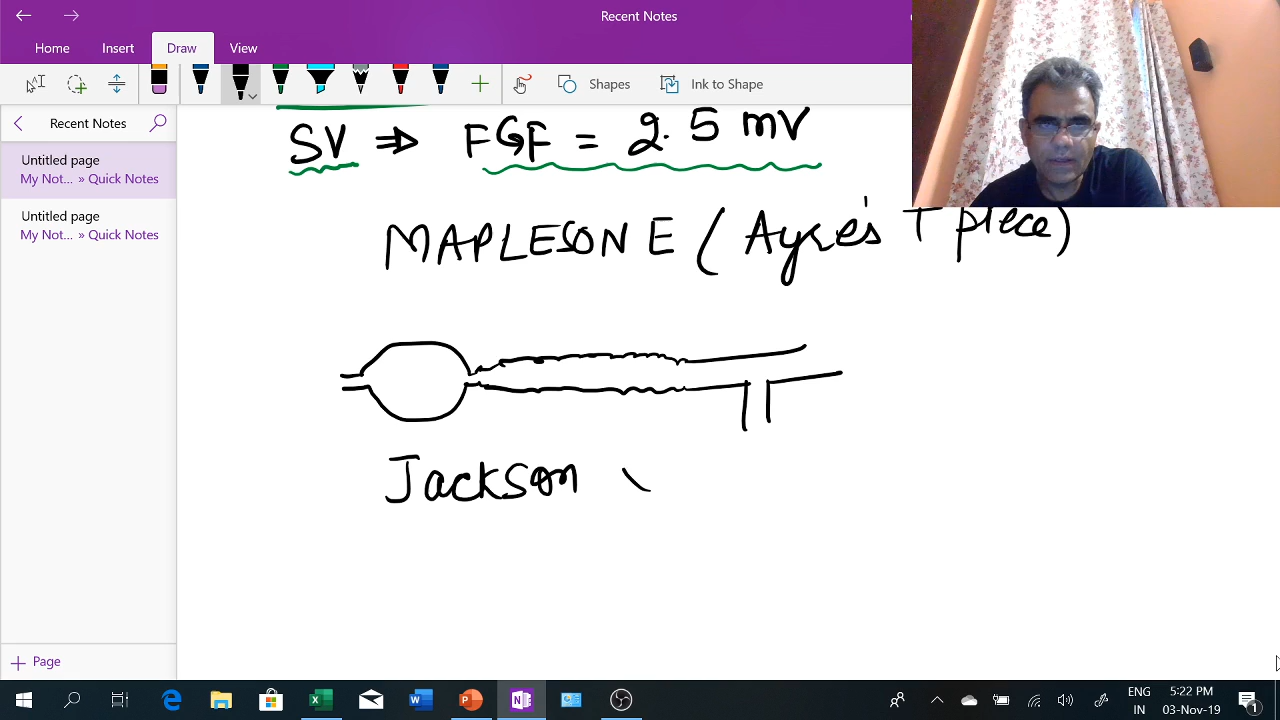 Recent Notes
Home Insert Draw View
Shapes Ink to Shape
Recent Notes
Untitled page
My Not... » Quick Notes
Untitled page
My Not... » Quick Notes
SV ⇒ FGF = 2.5 mV
MAPLESON E ( Ayre's T piece)
Jackson
+ Page
ENG
IN
5:22 PM
03-Nov-19
1